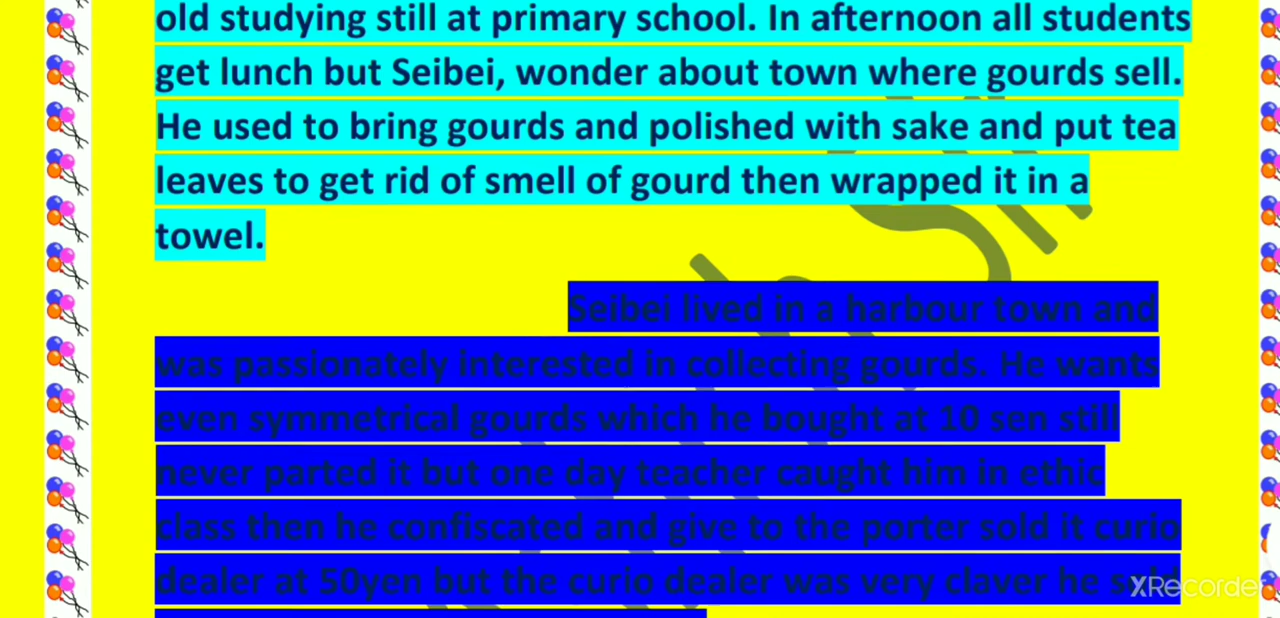 old studying still at primary school. In afternoon all students
get lunch but Seibei, wonder about town where gourds sell.
He used to bring gourds and polished with sake and put tea
leaves to get rid of smell of gourd then wrapped it in a
towel.
Seibei lived in a harbour town and
was passionately interested in collecting gourds. He wants
even symmetrical gourds which he bought at 10 sen still
never parted it but one day teacher caught him in ethic
class then he confiscated and give to the porter sold it curio
dealer at 50yen but the curio dealer was very claver he sold
XRecorder